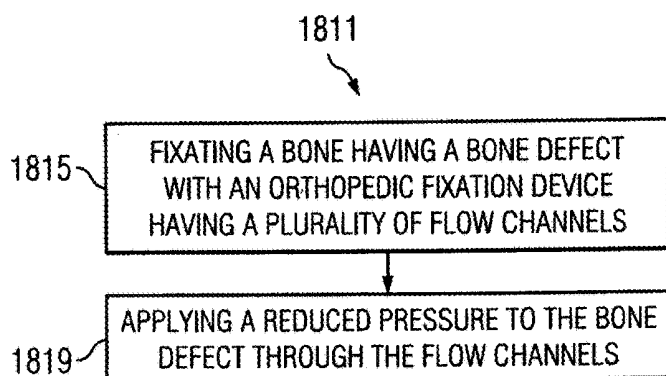 1811
1815
FIXATING A BONE HAVING A BONE DEFECT
WITH AN ORTHOPEDIC FIXATION DEVICE
HAVING A PLURALITY OF FLOW CHANNELS
1819
APPLYING A REDUCED PRESSURE TO THE BONE
DEFECT THROUGH THE FLOW CHANNELS